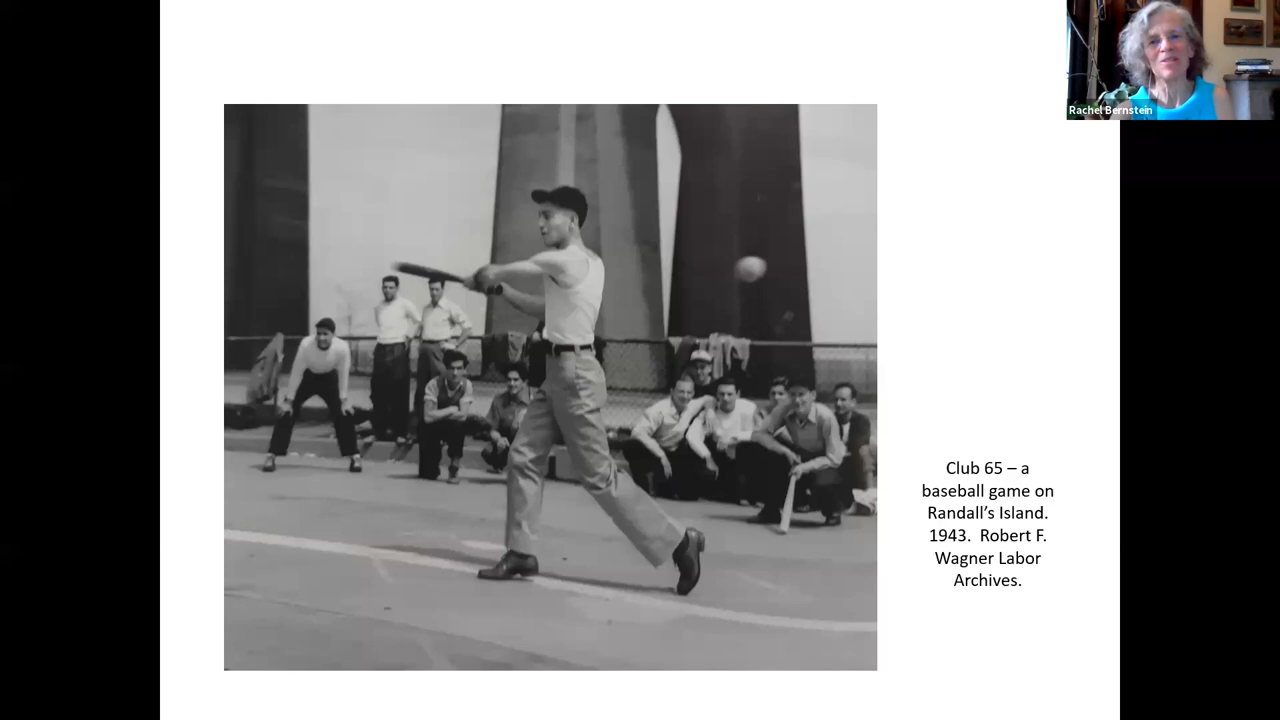 Rachel Bernstein
Club 65 – a
baseball game on
Randall’s Island.
1943.  Robert F.
Wagner Labor
Archives.